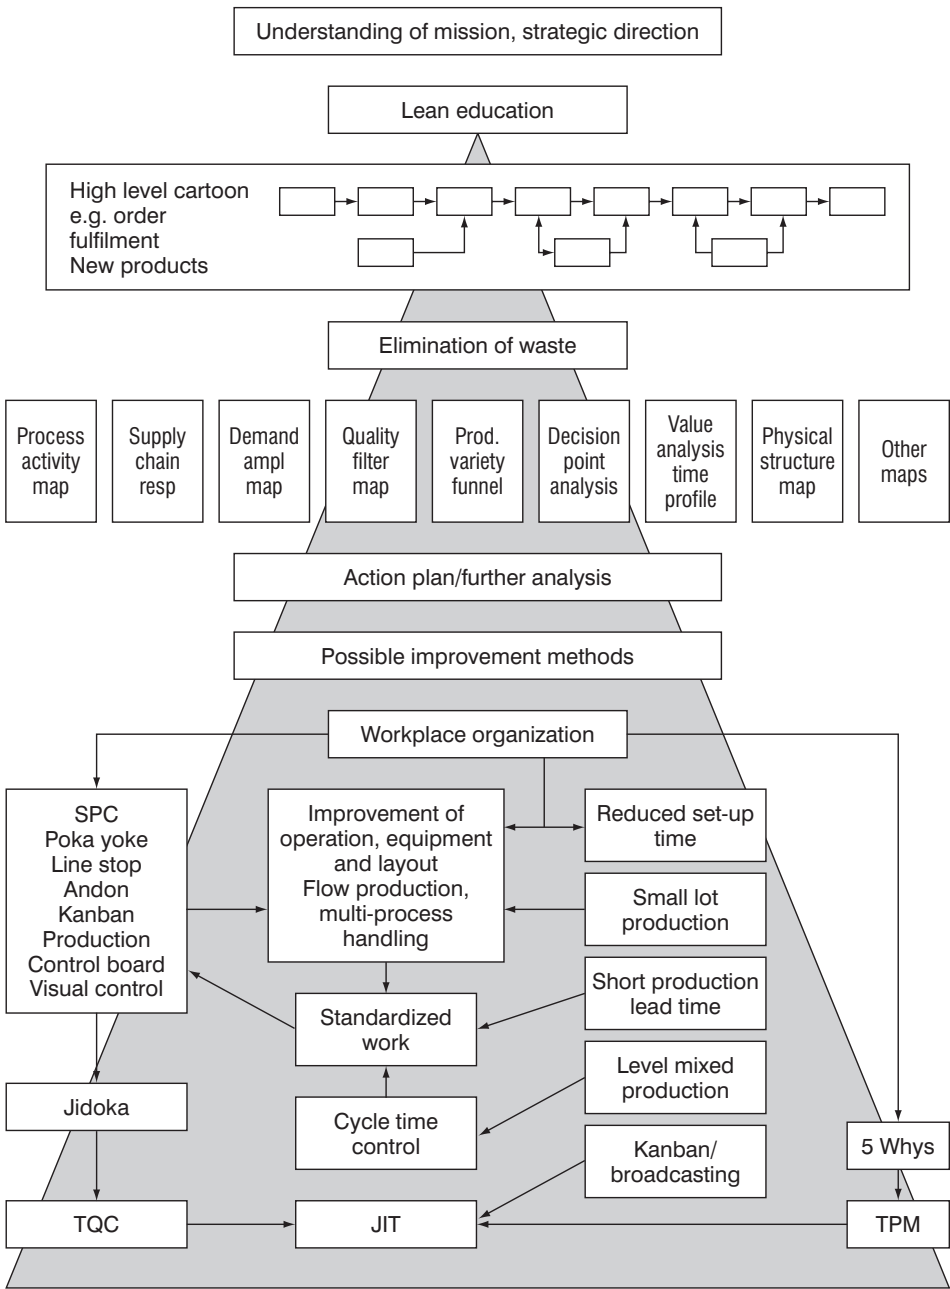 Understanding of mission, strategic direction
Lean education
High level cartoon
e.g. order
fulfilment
New products
Elimination of waste
Process
activity
map
Supply
chain
resp
Demand
ampl
map
Quality
filter
map
Prod.
variety
funnel
Decision
point
analysis
Value
analysis
time
profile
Physical
structure
map
Other
maps
Action plan/further analysis
Possible improvement methods
Workplace organization
SPC
Poka yoke
Line stop
Andon
Kanban
Production
Control board
Visual control
Improvement of
operation, equipment
and layout
Flow production,
multi-process
handling
Reduced set-up
time
Small lot
production
Short production
lead time
Standardized
work
Level mixed
production
Jidoka
Cycle time
control
Kanban/
broadcasting
5 Whys
TQC
JIT
TPM